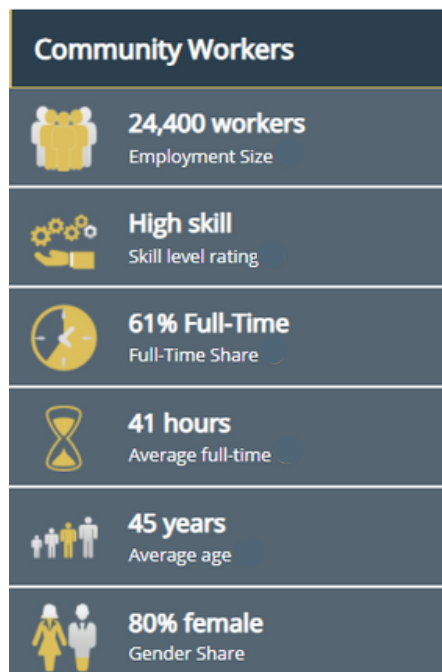 Community Workers
24,400 workers
Employment Size
High skill
Skill level rating
61% Full-Time
Full-Time Share
41 hours
Average full-time
45 years
Average age
80% female
Gender Share